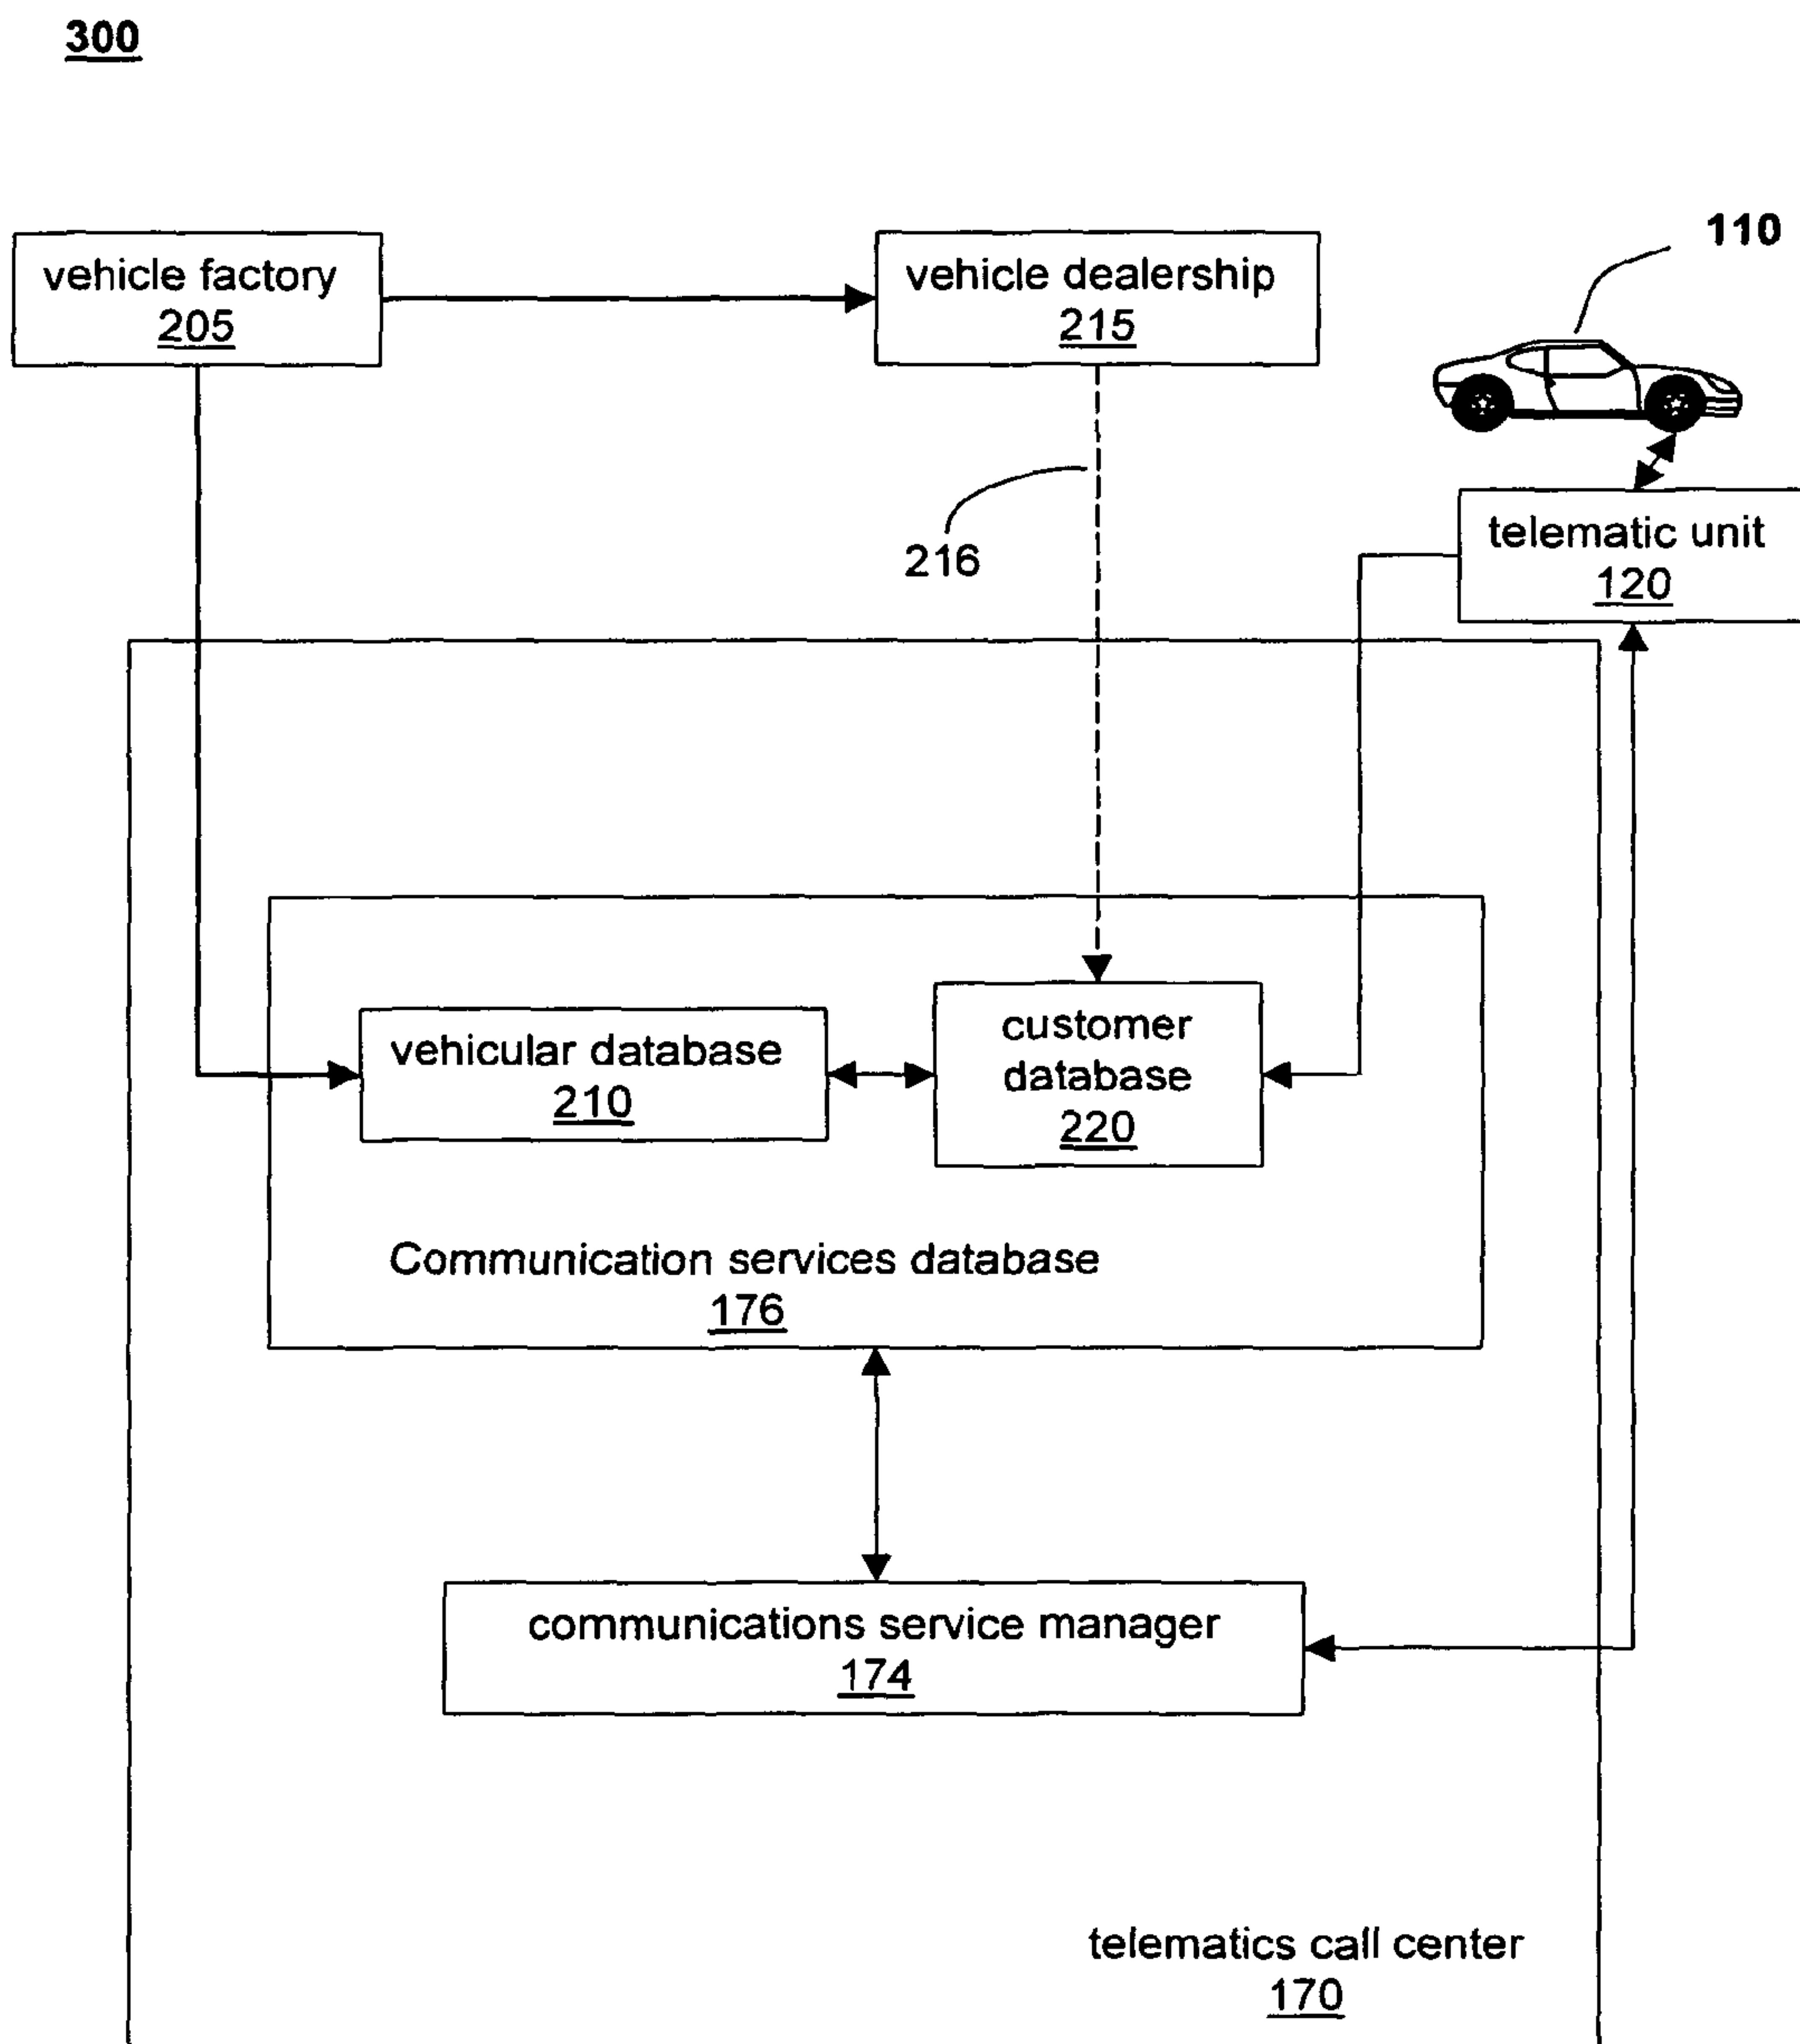 300
110
vehicle factory
205
vehicle dealership
215
216
telematic unit
120
vehicular database
210
customer
database
220
Communication services database
176
communications service manager
174
telematics call center
170